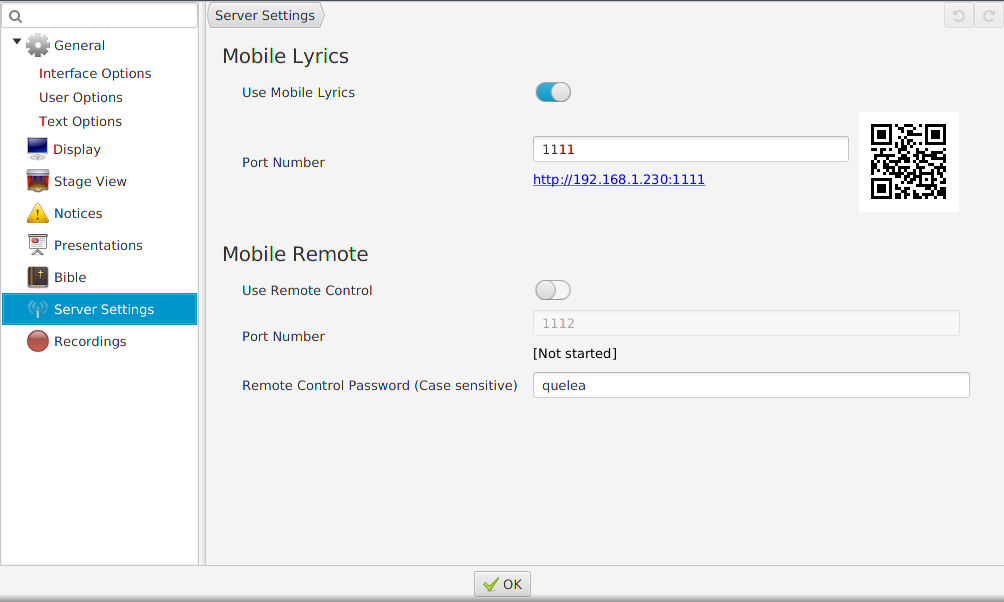 Server Settings
General
Interface Options
User Options
Text Options
Display
Stage View
Notices
Presentations
Bible
Server Settings
Recordings
Mobile Lyrics
Use Mobile Lyrics
Port Number
1111
http://192.168.1.230:1111
Mobile Remote
Use Remote Control
Port Number
1112
[Not started]
Remote Control Password (Case sensitive)
quelea
OK